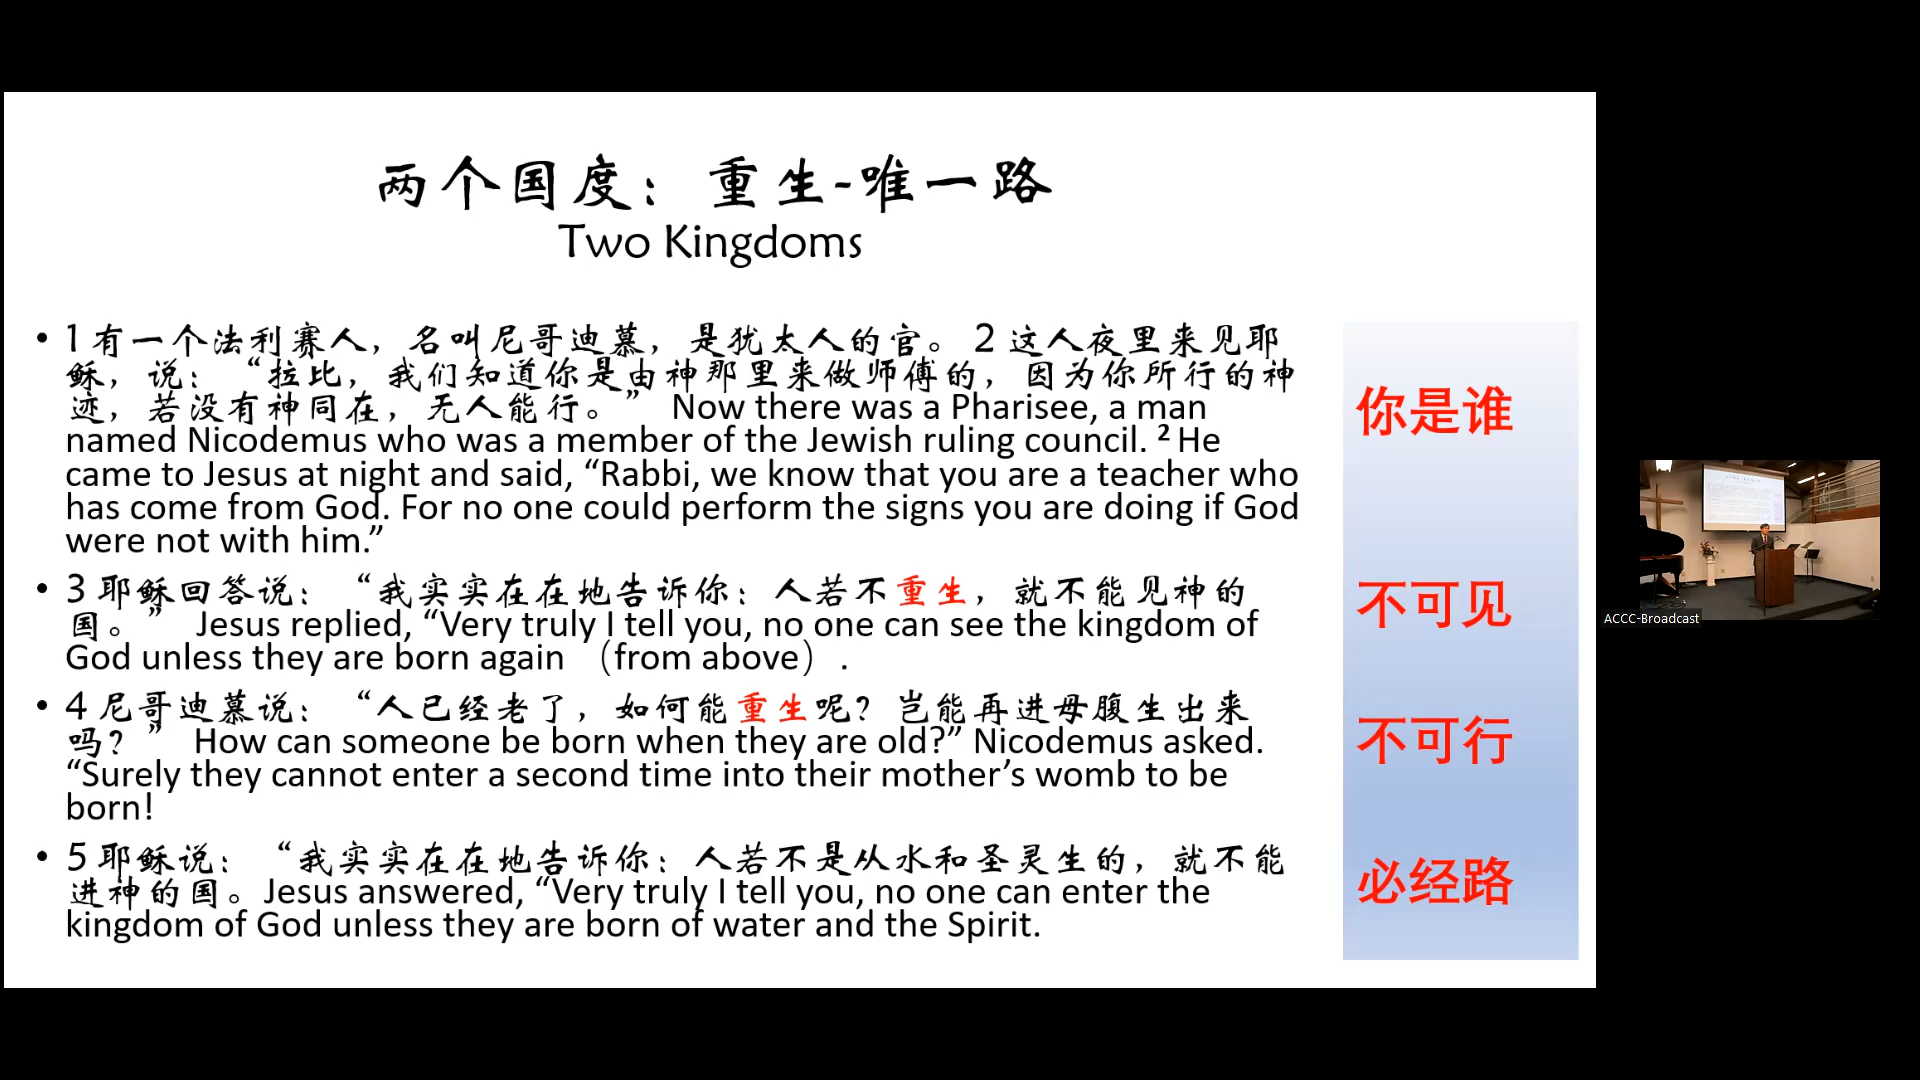 两个国度：重生-唯一路
Two Kingdoms
• 1 有一个法利赛人，名叫尼哥迪慕，是犹太人的官。 2 这人夜里来见耶
稣，说：“拉比，我们知道你是由神那里来做师傅的，因为你所行的神
迹，若没有神同在，无人能行。” Now there was a Pharisee, a man
named Nicodemus who was a member of the Jewish ruling council. ² He
came to Jesus at night and said, “Rabbi, we know that you are a teacher who
has come from God. For no one could perform the signs you are doing if God
were not with him.”
• 3 耶稣回答说：“我实实在在地告诉你：人若不重生，就不能见神的
国。” Jesus replied, “Very truly I tell you, no one can see the kingdom of
God unless they are born again （from above）.
• 4 尼哥迪慕说：“人已经老了，如何能重生呢？岂能再进母腹生出来
吗？” How can someone be born when they are old?” Nicodemus asked.
“Surely they cannot enter a second time into their mother’s womb to be
born!
• 5 耶稣说：“我实实在在地告诉你：人若不是从水和圣灵生的，就不能
进神的国。Jesus answered, “Very truly I tell you, no one can enter the
kingdom of God unless they are born of water and the Spirit.
你是谁
不可见
不可行
必经路
ACCC-Broadcast